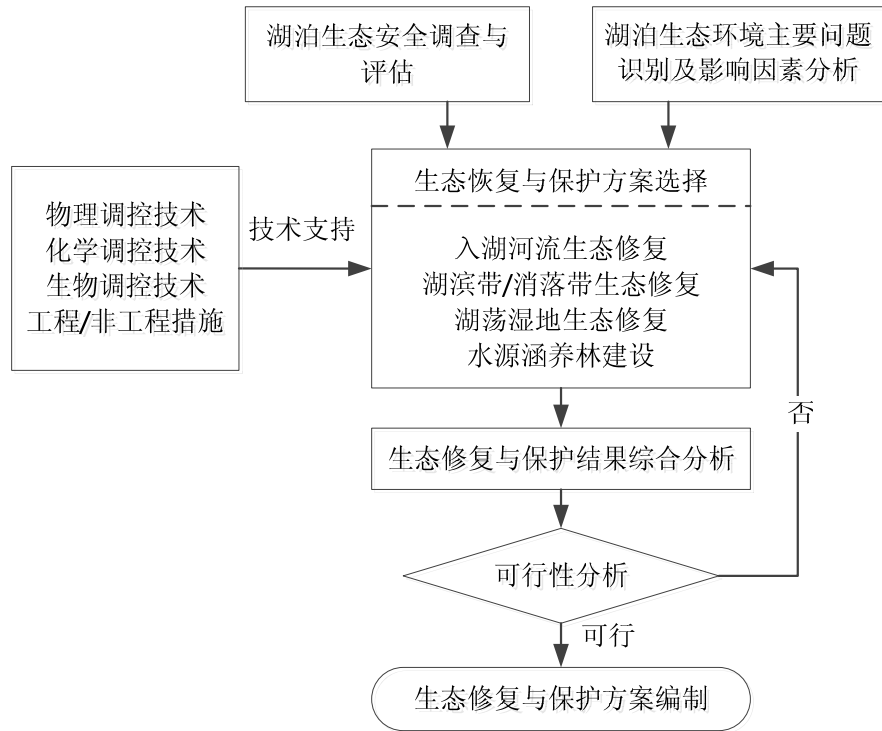 湖泊生态安全调查与
评估
湖泊生态环境主要问题
识别及影响因素分析
物理调控技术
化学调控技术
生物调控技术
工程/非工程措施
技术支持
生态恢复与保护方案选择
入湖河流生态修复
湖滨带/消落带生态修复
湖荡湿地生态修复
水源涵养林建设
否
生态修复与保护结果综合分析
可行性分析
可行
生态修复与保护方案编制